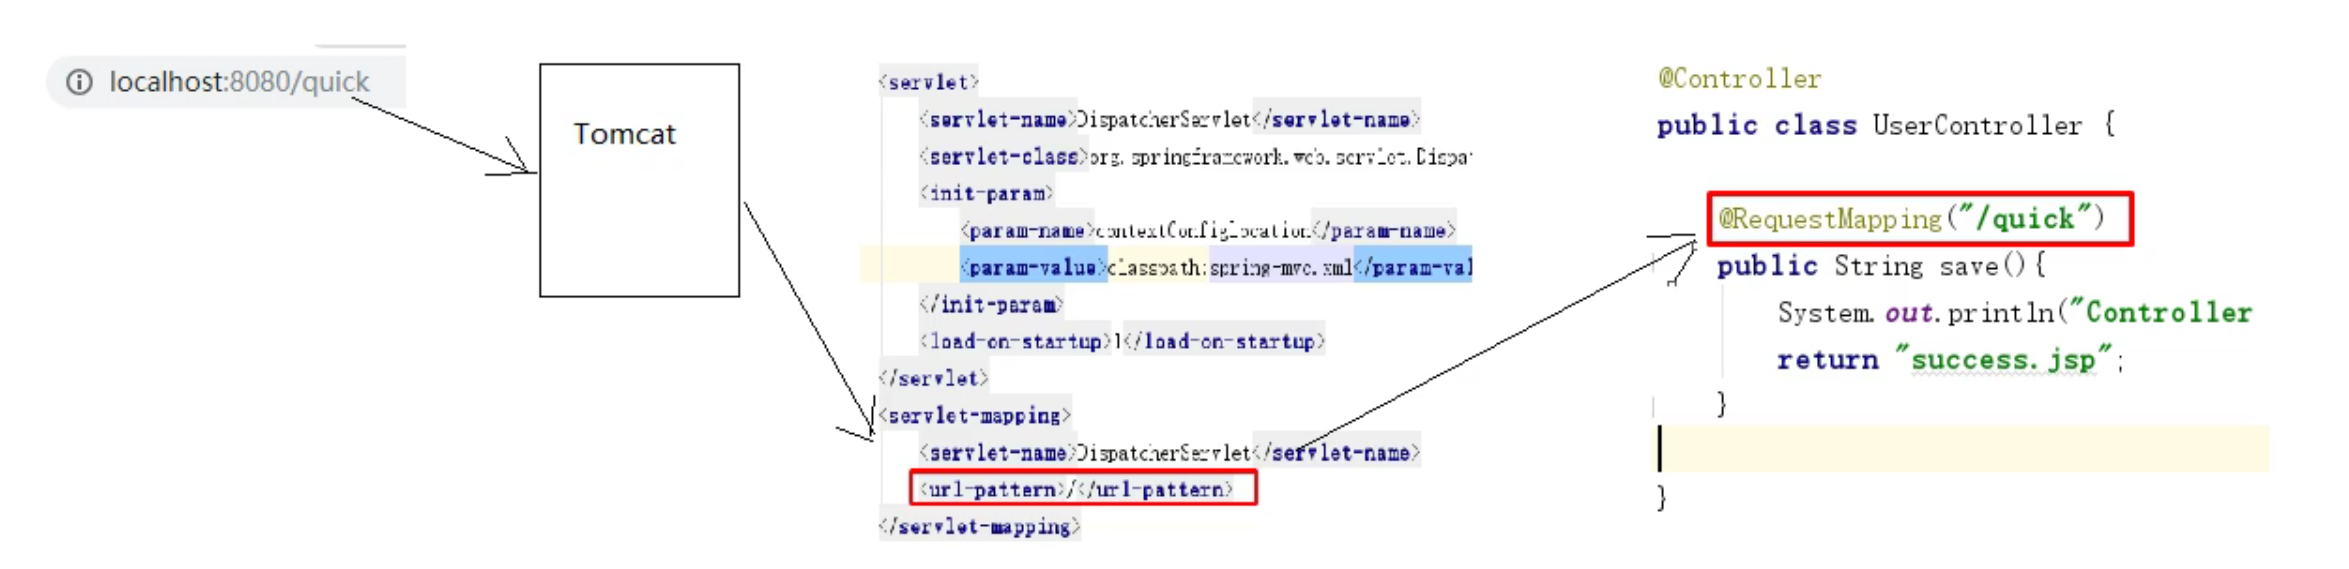 localhost:8080/quick
Tomcat
<servlet>
<servlet-name>DispatcherServlet</servlet-name>
<servlet-class>org.springframework.web.servlet.Dispa
<init-param>
<param-name>contextConfiglocation</param-name>
<param-value>classpath:spring-mvc.xml</param-val
</init-param>
<load-on-startup>1</load-on-startup>
</servlet>
<servlet-mapping>
<servlet-name>DispatcherServlet</servlet-name>
<url-pattern>/</url-pattern>
</servlet-mapping>
@Controller
public class UserController {
@RequestMapping("/quick")
public String save(){
System.out.println("Controller
return "success.jsp";
}
}